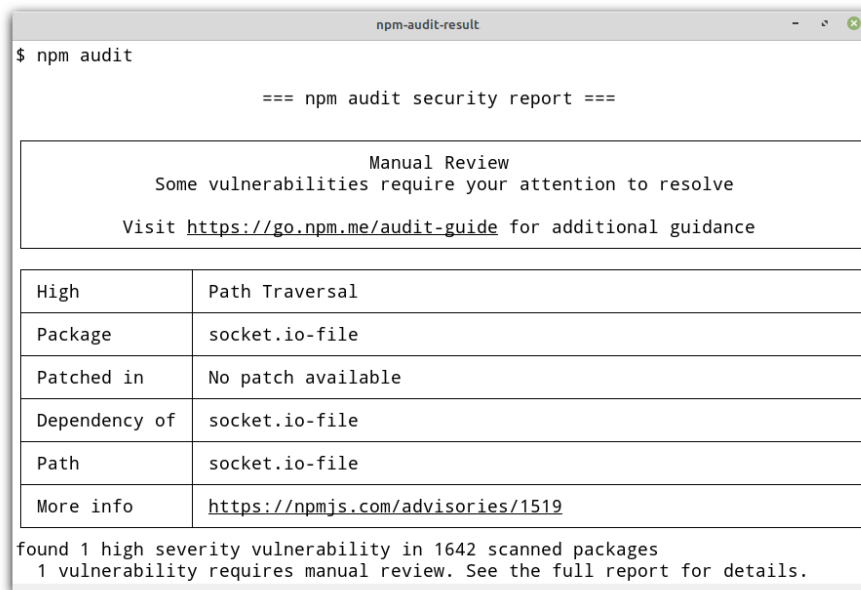 npm-audit-result
$ npm audit
=== npm audit security report ===
Manual Review
Some vulnerabilities require your attention to resolve
Visit https://go.npm.me/audit-guide for additional guidance
High Path Traversal
Package socket.io-file
Patched in No patch available
Dependency of socket.io-file
Path socket.io-file
More info https://npmjs.com/advisories/1519
found 1 high severity vulnerability in 1642 scanned packages
1 vulnerability requires manual review. See the full report for details.